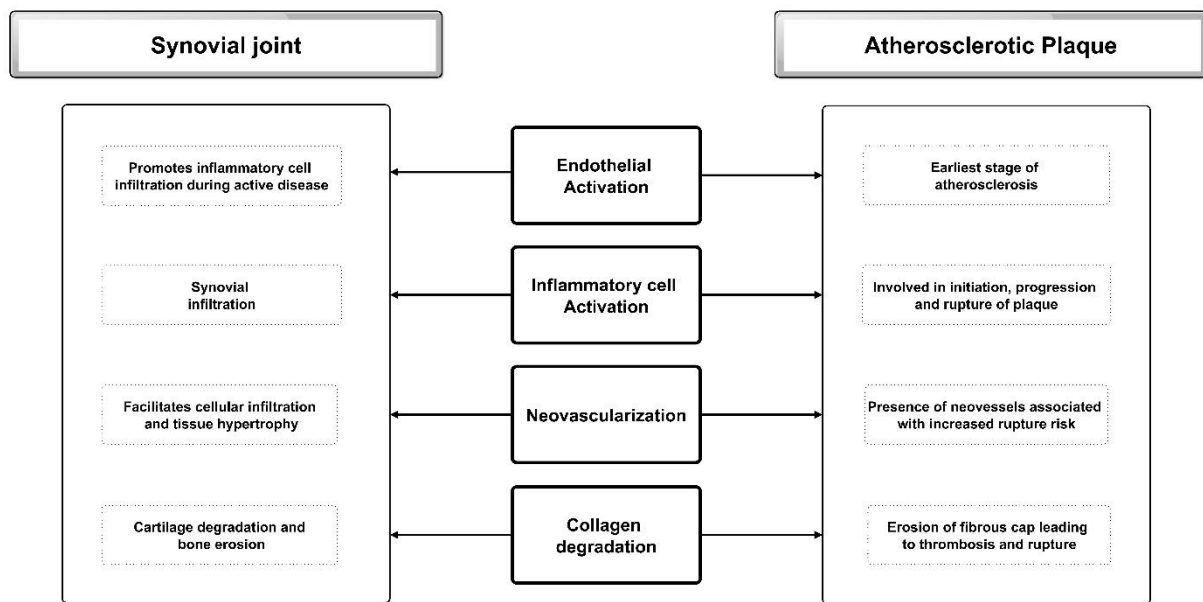 Synovial joint
Atherosclerotic Plaque
Promotes inflammatory cell
infiltration during active disease
Endothelial
Activation
Earliest stage of
atherosclerosis
Synovial
infiltration
Inflammatory cell
Activation
Involved in initiation, progression
and rupture of plaque
Facilitates cellular infiltration
and tissue hypertrophy
Neovascularization
Presence of neovessels associated
with increased rupture risk
Cartilage degradation and
bone erosion
Collagen
degradation
Erosion of fibrous cap leading
to thrombosis and rupture